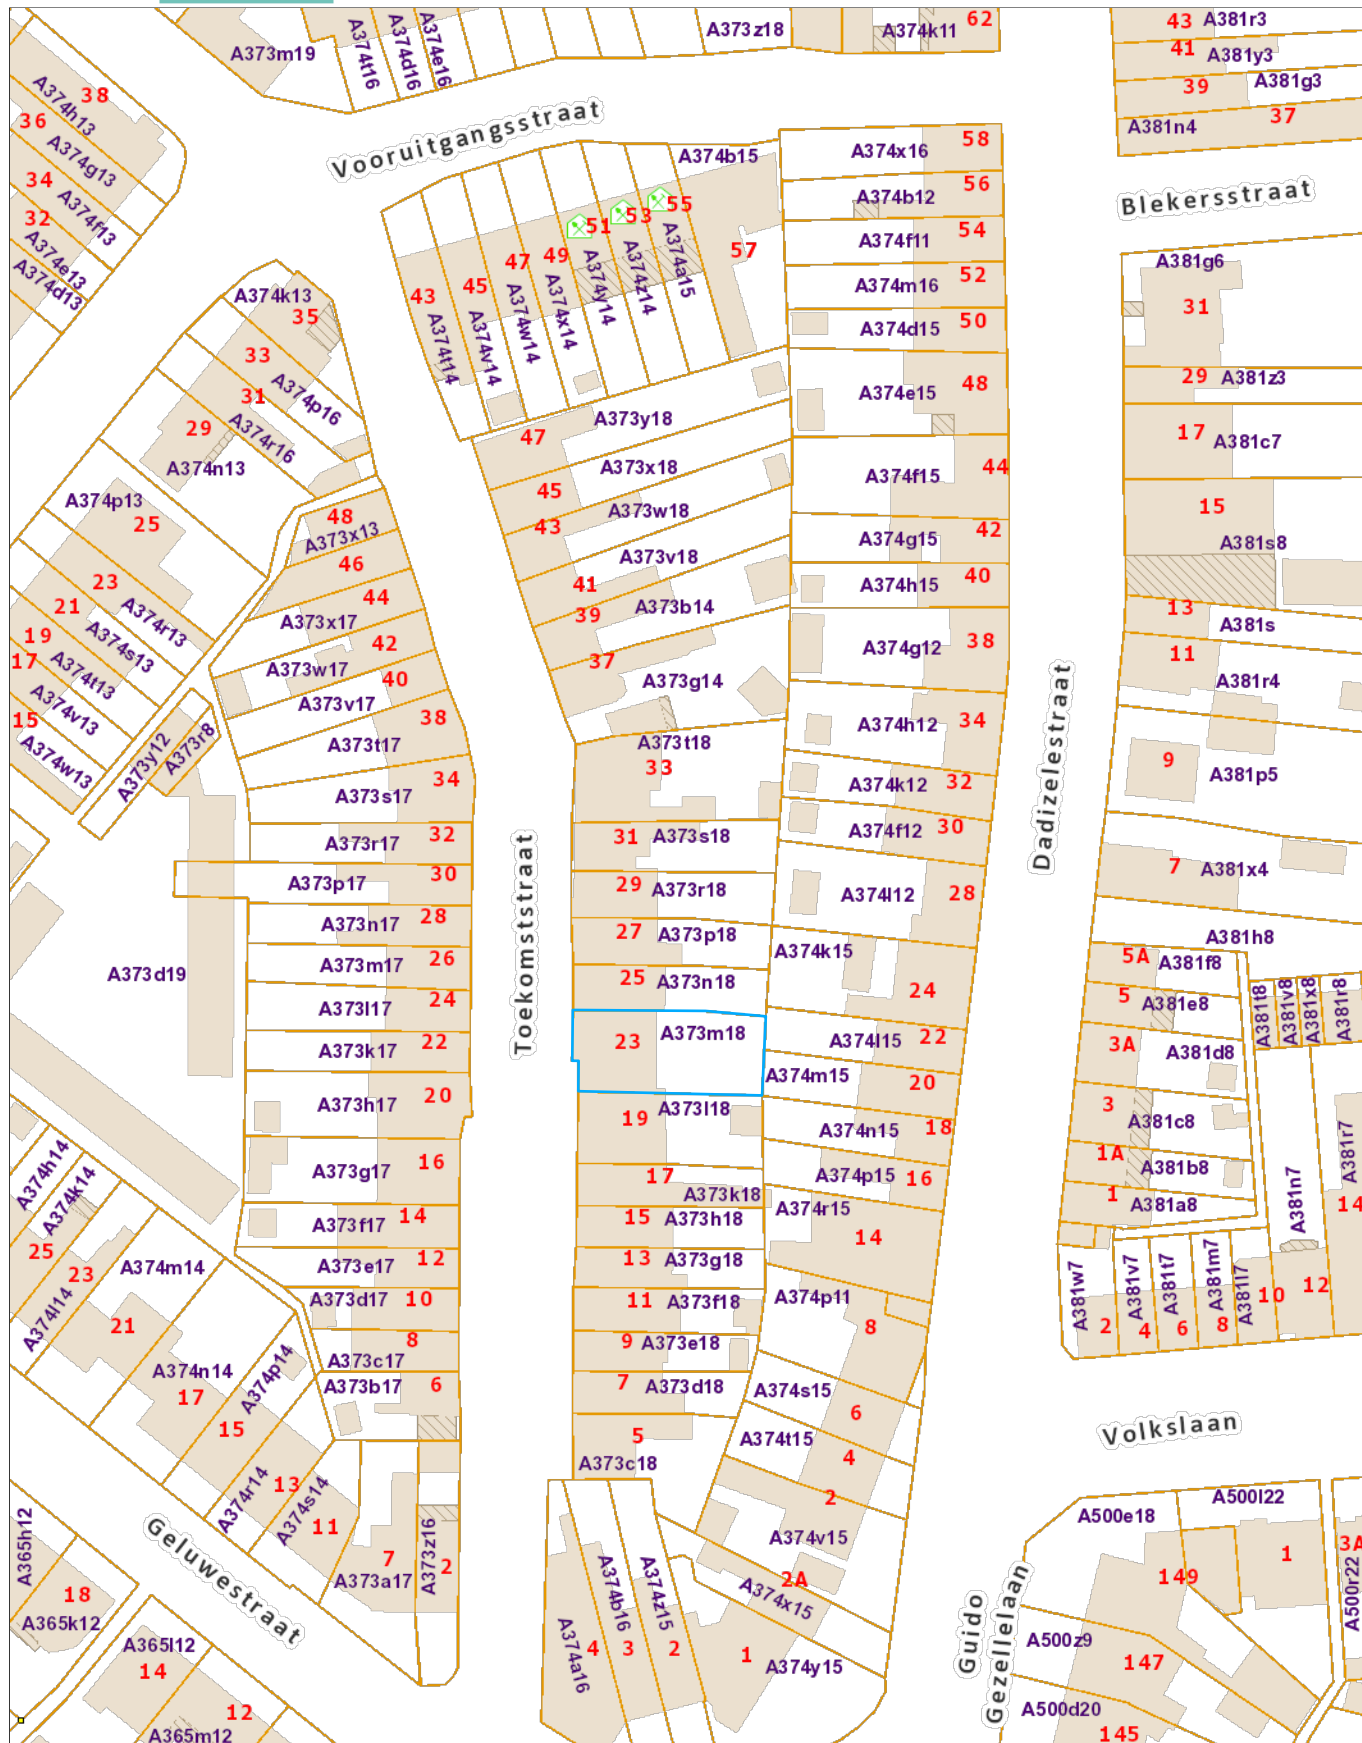 A373m19
A374t16
A374d16
A374e16
A373z18
A374k11
62
43
A381r3
41
A381y3
39
A381g3
37
A381n4
38
A374h13
36
A374g13
34
A374f13
32
A374e13
A374d13
Vooruitgangsstraat
Blekersstraat
A374b15
A374x16
58
A374b12
56
A374f11
54
A374m16
52
A374d15
50
A374e15
48
A374f15
44
A374g15
42
A374h15
40
A374g12
38
A374h12
34
A374k12
32
A374f12
30
A374l12
28
A374k15
24
A374l15
22
A374m15
20
A374n15
18
A374p15
16
A374r15
14
A374p11
8
A374s15
6
A374t15
4
2
A374v15
2A
A374x15
1
A374y15
43
A374t14
45
A374v14
47
A374w14
49
A374x14
51
A374y14
53
A374z14
55
A374a15
57
A374k13
35
33
A374p16
31
A374r16
29
A374n13
A374p13
25
23
A374r13
21
A374s13
19
A374t13
17
A374v13
15
A374w13
A373y12
A373r8
48
A373x13
46
44
A373x17
42
A373w17
40
A373v17
38
A373t17
34
A373s17
32
A373r17
30
A373p17
28
A373n17
26
A373m17
24
A373l17
22
A373k17
20
A373h17
16
A373g17
14
A373f17
12
A373e17
10
A373d17
8
A373c17
6
A373b17
A373d19
Toekomststraat
47
A373y18
A373x18
45
A373w18
43
A373v18
41
A373b14
39
37
A373g14
A373t18
33
31
A373s18
29
A373r18
27
A373p18
25
A373n18
23
A373m18
19
A373l18
17
A373k18
15
A373h18
13
A373g18
11
A373f18
9
A373e18
7
A373d18
5
A373c18
Dadizelestraat
A381g6
31
29
A381z3
17
A381c7
15
A381s8
13
A381s
11
A381r4
9
A381p5
7
A381x4
A381h8
5A
A381f8
5
A381e8
3A
A381d8
3
A381c8
1A
A381b8
1
A381a8
A381t8
A381v8
A381x8
A381r8
A381r7
14
A381n7
A381w7
2
A381v7
4
A381t7
6
A381m7
8
A381l7
10
12
Volkslaan
A374h14
A374k14
25
23
A374l14
A374m14
21
A374n14
17
A374p14
15
A374r14
13
A374s14
11
7
A373a17
A373z16
2
Geluwestraat
A365h12
18
A365k12
A365l12
14
12
A365m12
A374a16
4
A374b16
3
A374z15
2
Guido
Gezellelaan
A500e18
A500l22
149
1
3A
A500r22
A500z9
147
A500d20
145